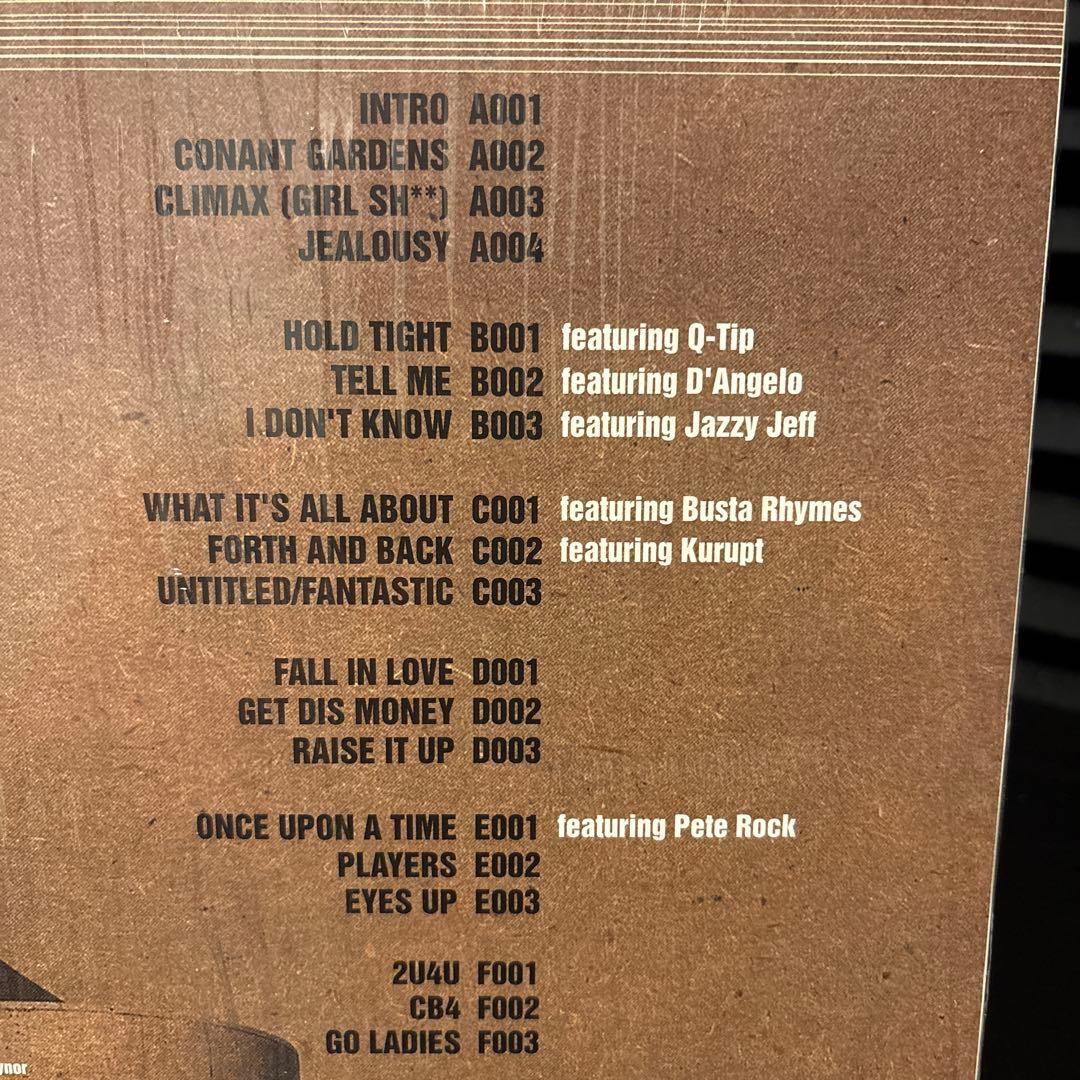 INTRO A001
CONANT GARDENS A002
CLIMAX (GIRL SH**) A003
JEALOUSY A004
HOLD TIGHT B001 featuring Q-Tip
TELL ME B002 featuring D'Angelo
I DON'T KNOW B003 featuring Jazzy Jeff
WHAT IT'S ALL ABOUT C001 featuring Busta Rhymes
FORTH AND BACK C002 featuring Kurupt
UNTITLED/FANTASTIC C003
FALL IN LOVE D001
GET DIS MONEY D002
RAISE IT UP D003
ONCE UPON A TIME E001 featuring Pete Rock
PLAYERS E002
EYES UP E003
2U4U F001
CB4 F002
GO LADIES F003